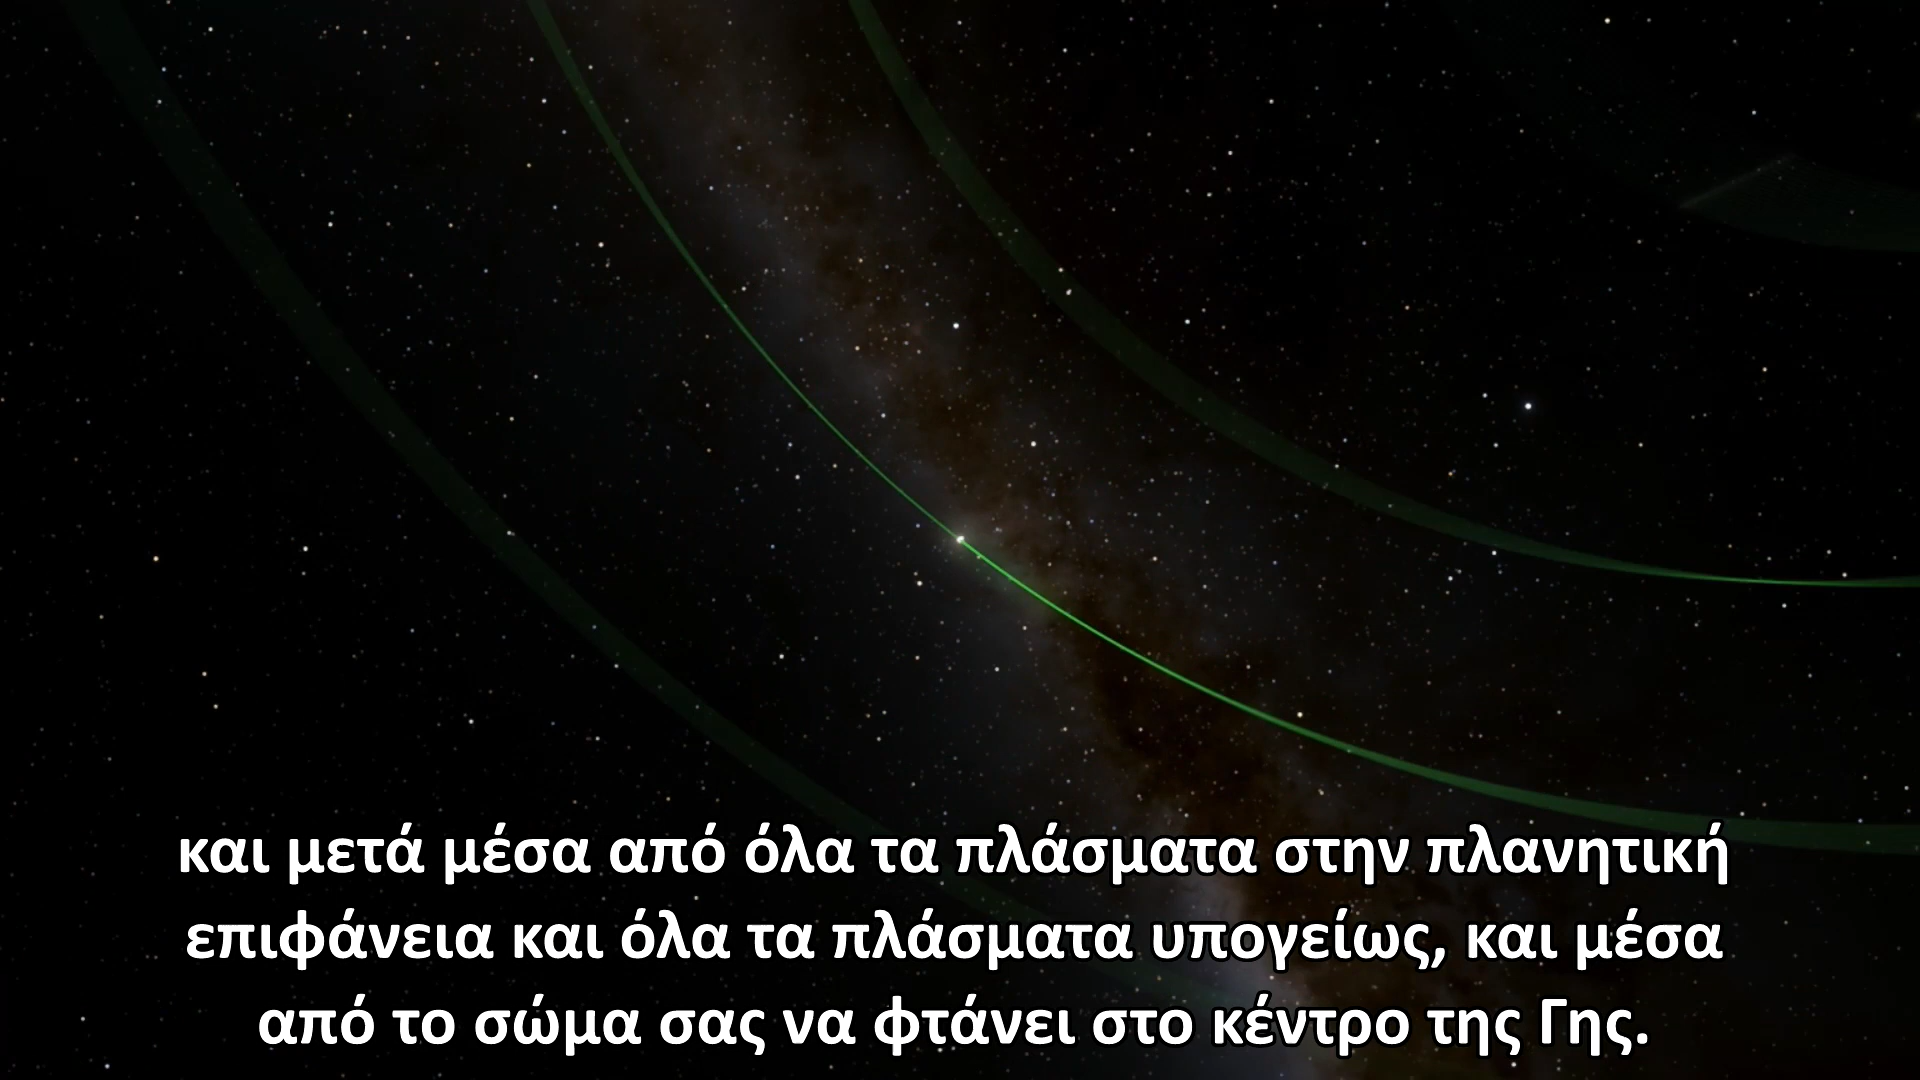 και μετά μέσα από όλα τα πλάσματα στην πλανητική
επιφάνεια και όλα τα πλάσματα υπογείως, και μέσα
από το σώμα σας να φτάνει στο κέντρο της Γης.